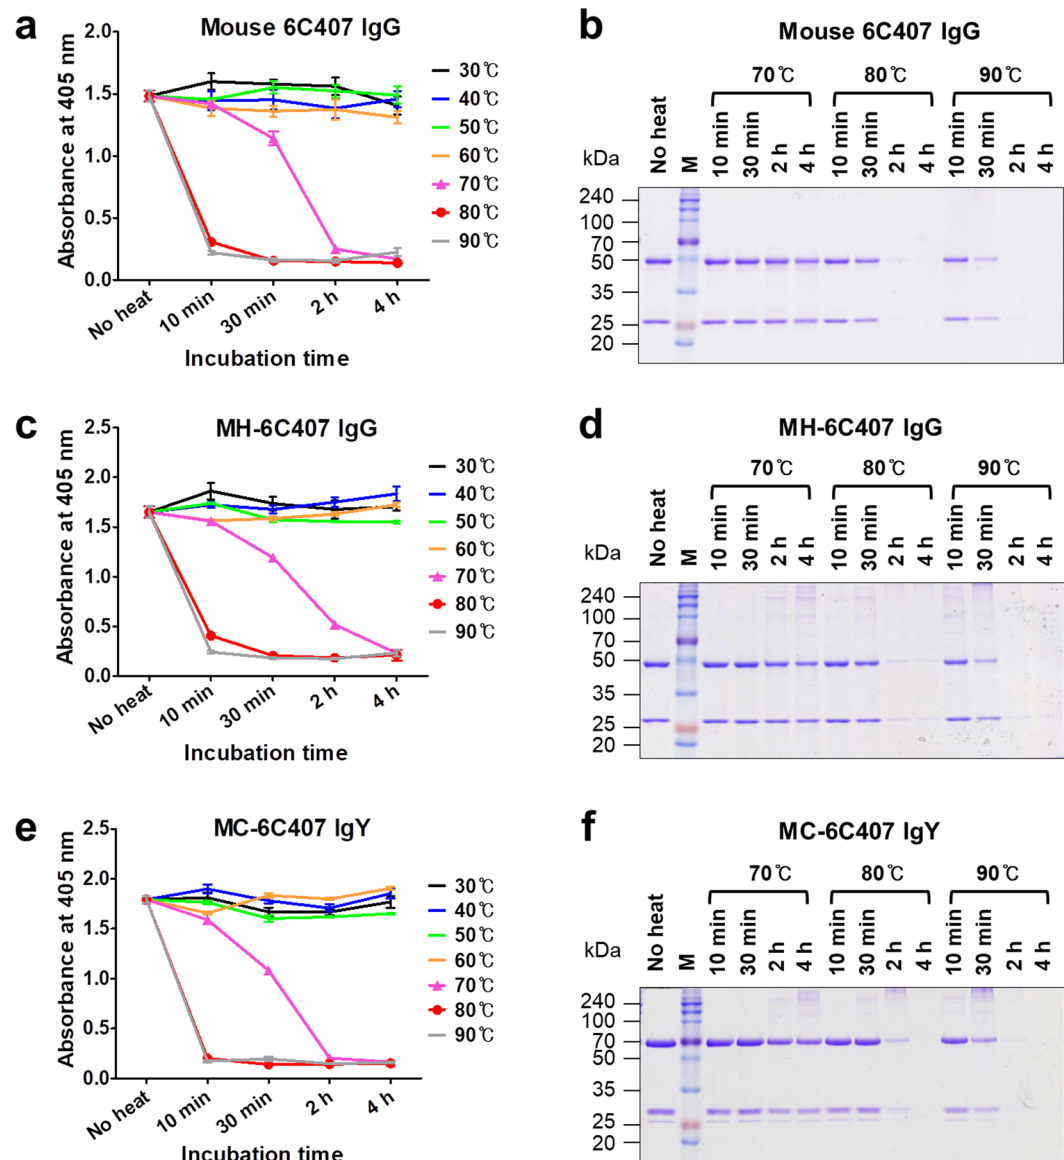 a
Mouse 6C407 IgG
Absorbance at 405 nm
2.0
1.5
1.0
0.5
0.0
No heat
10 min
30 min
2 h
4 h
Incubation time
30℃
40℃
50℃
60℃
70℃
80℃
90℃
b
Mouse 6C407 IgG
70℃ 80℃ 90℃
kDa
No heat
M
10 min
30 min
2 h
4 h
10 min
30 min
2 h
4 h
10 min
30 min
2 h
4 h
240
100
70
50
35
25
20
c
MH-6C407 IgG
Absorbance at 405 nm
2.5
2.0
1.5
1.0
0.5
0.0
No heat
10 min
30 min
2 h
4 h
Incubation time
30℃
40℃
50℃
60℃
70℃
80℃
90℃
d
MH-6C407 IgG
70℃ 80℃ 90℃
kDa
No heat
M
10 min
30 min
2 h
4 h
10 min
30 min
2 h
4 h
10 min
30 min
2 h
4 h
240
100
70
50
35
25
20
e
MC-6C407 IgY
Absorbance at 405 nm
2.5
2.0
1.5
1.0
0.5
0.0
No heat
10 min
30 min
2 h
4 h
Incubation time
30℃
40℃
50℃
60℃
70℃
80℃
90℃
f
MC-6C407 IgY
70℃ 80℃ 90℃
kDa
No heat
M
10 min
30 min
2 h
4 h
10 min
30 min
2 h
4 h
10 min
30 min
2 h
4 h
240
100
70
50
35
25
20